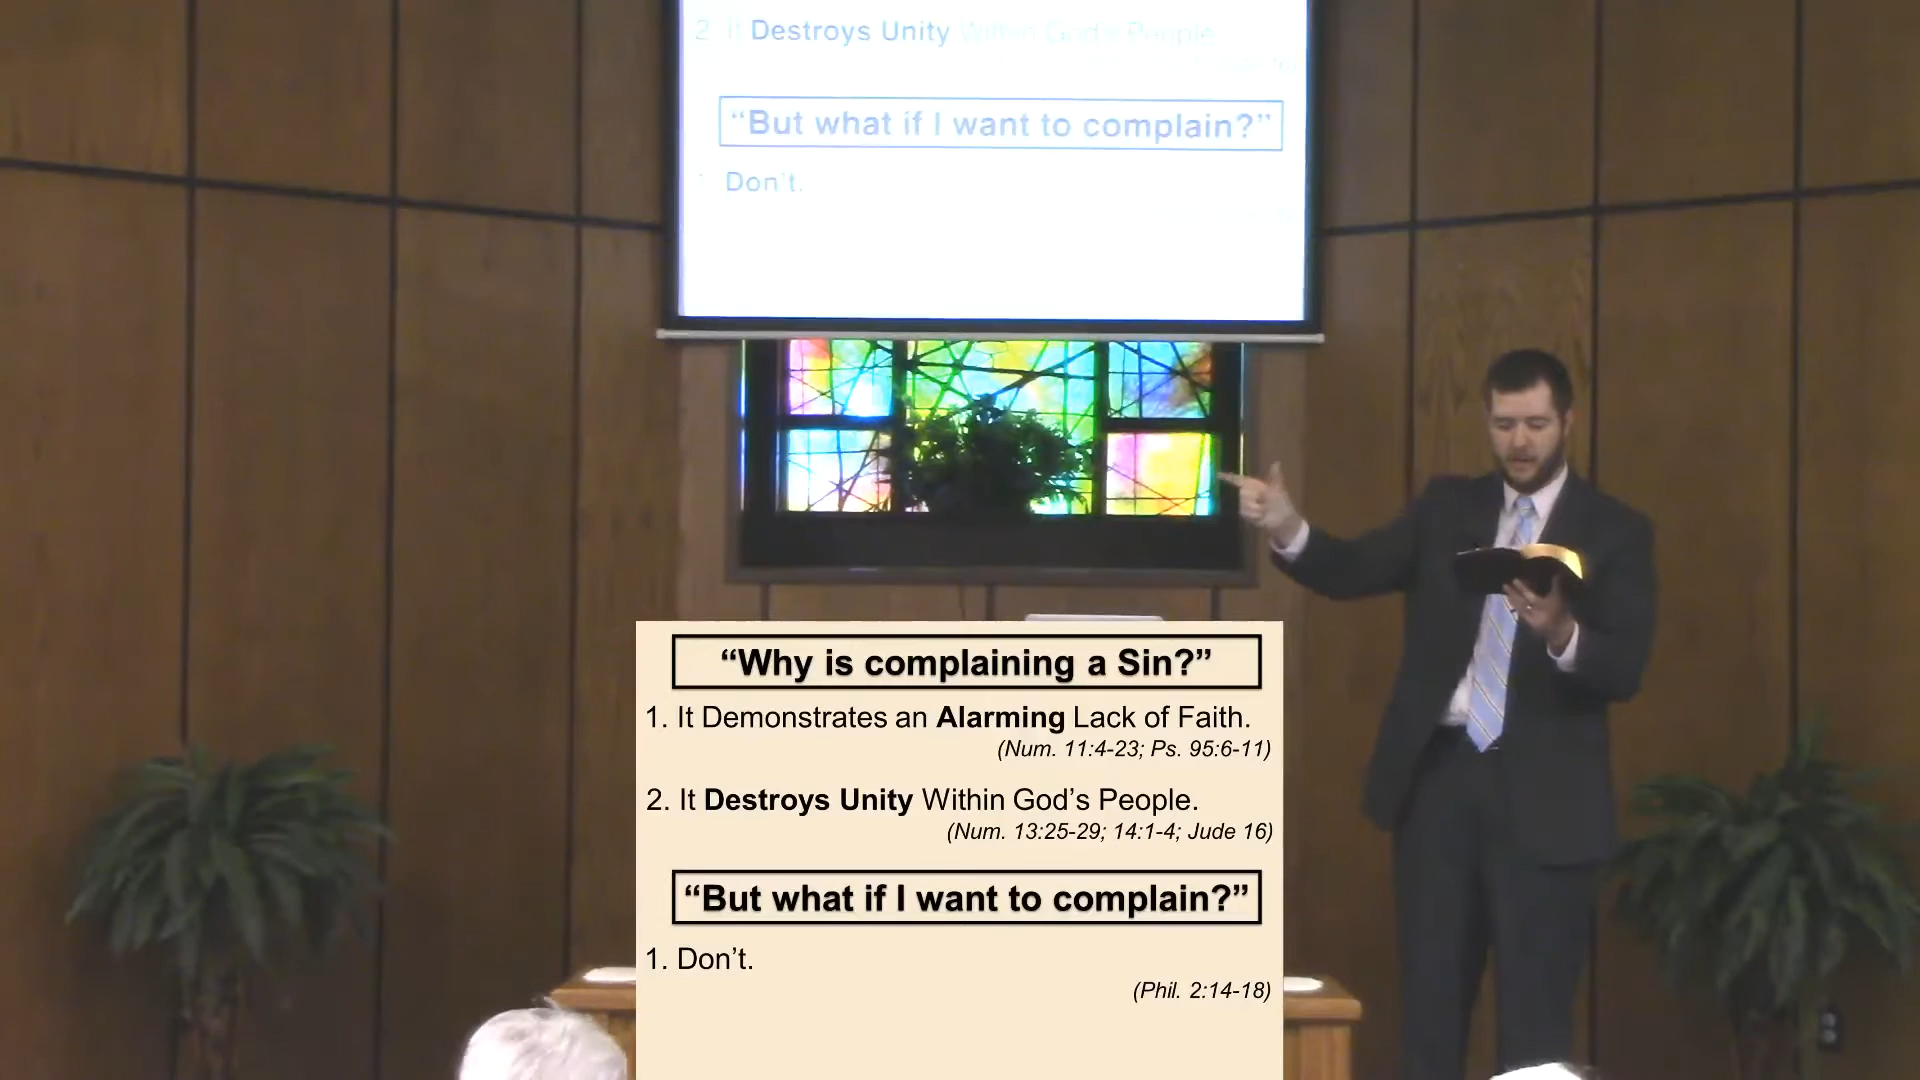 2. It Destroys Unity Within God's People.
“But what if I want to complain?”
Don't.
“Why is complaining a Sin?”
1. It Demonstrates an Alarming Lack of Faith.
(Num. 11:4-23; Ps. 95:6-11)
2. It Destroys Unity Within God’s People.
(Num. 13:25-29; 14:1-4; Jude 16)
“But what if I want to complain?”
1. Don’t.
(Phil. 2:14-18)